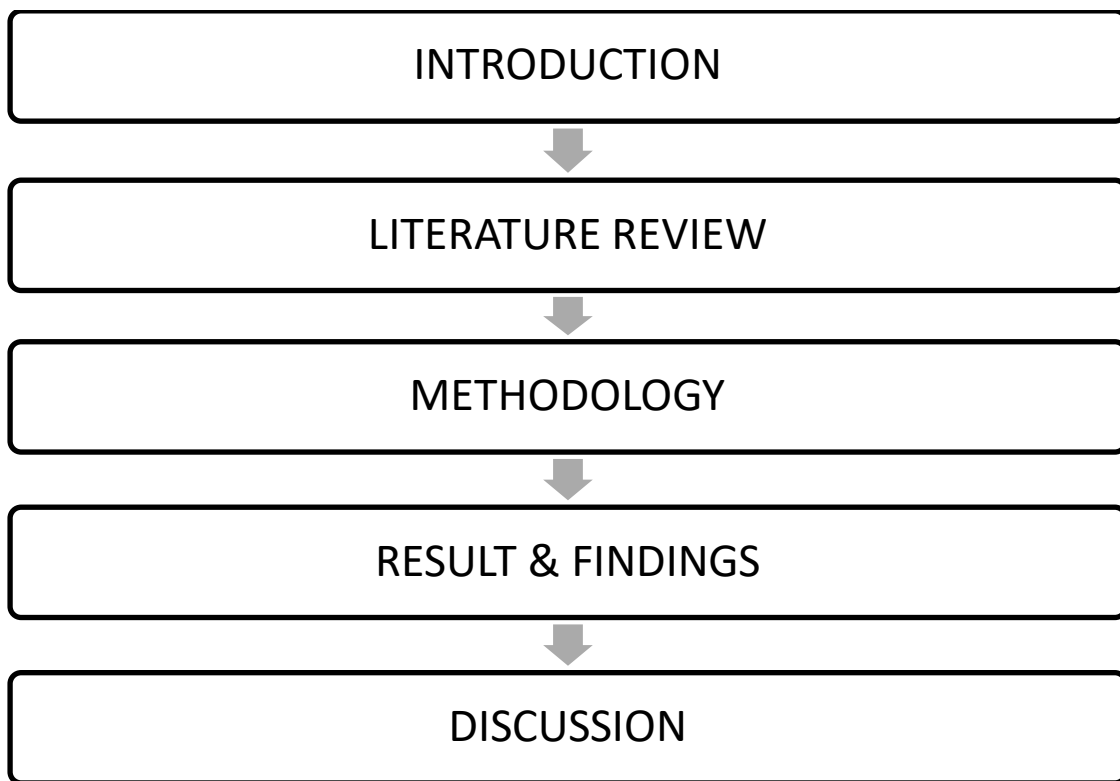 INTRODUCTION
LITERATURE REVIEW
METHODOLOGY
RESULT & FINDINGS
DISCUSSION